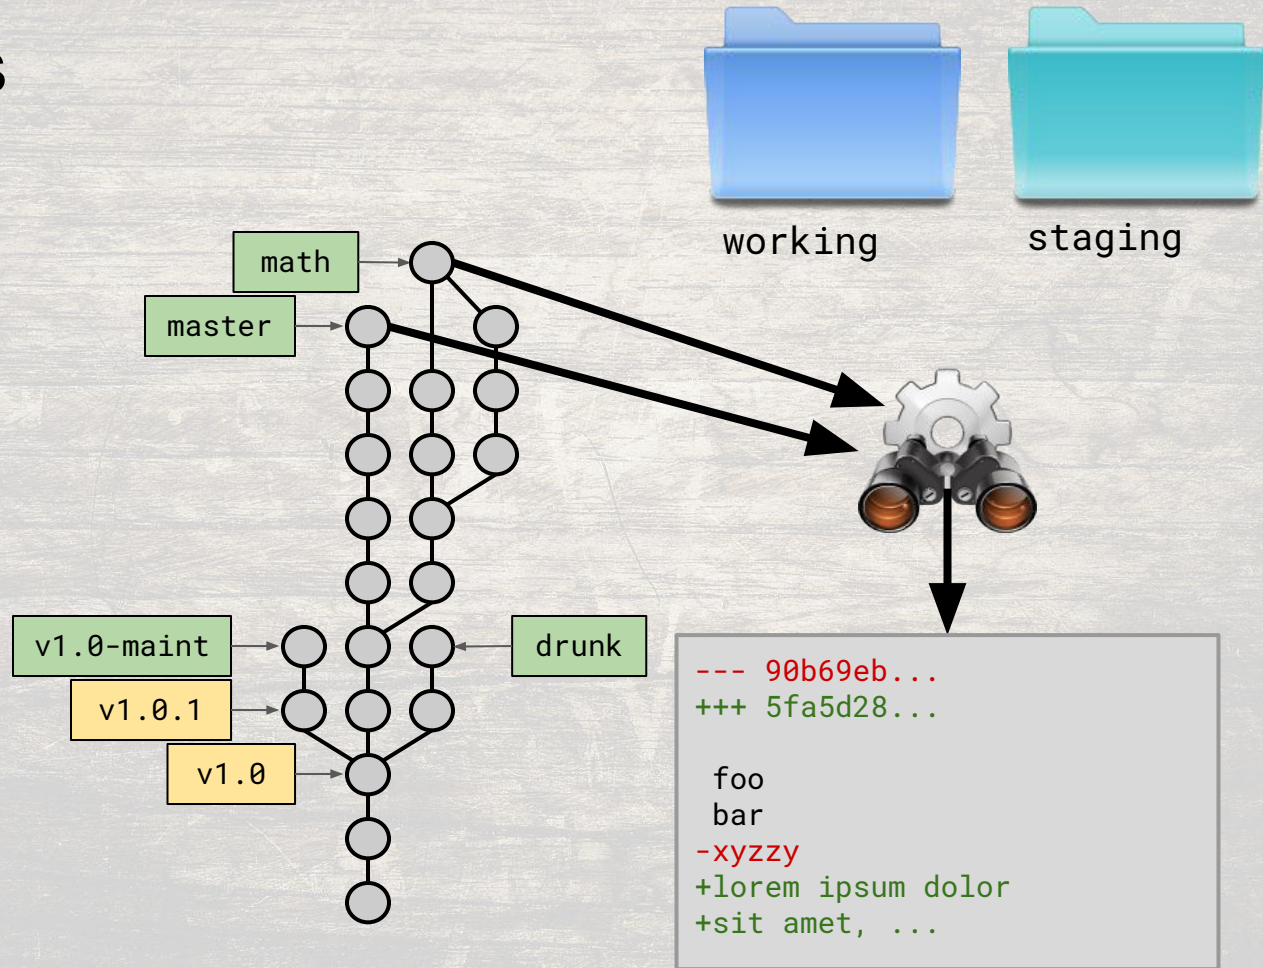 s
working
staging
math
master
v1.0-maint
drunk
v1.0.1
v1.0
--- 90b69eb...
+++ 5fa5d28...
foo
bar
-xyzzy
+lorem ipsum dolor
+sit amet, ...